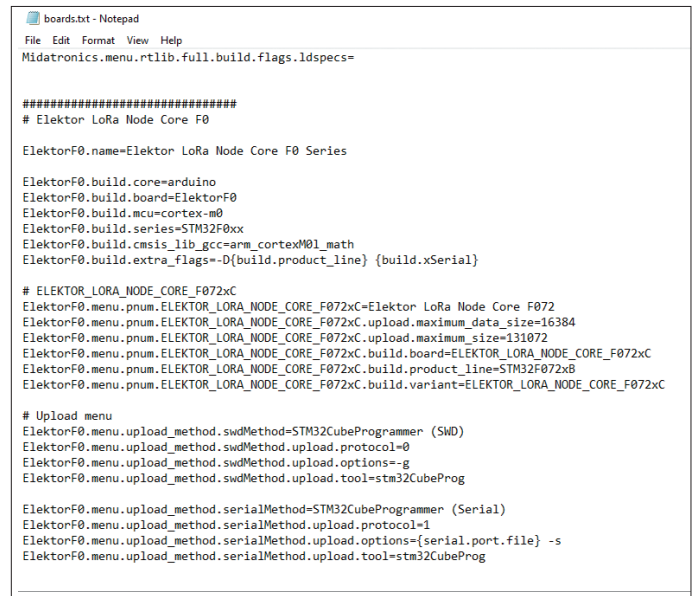 boards.txt - Notepad
File Edit Format View Help
Midatronics.menu.rtlib.full.build.flags.ldspecs=
###############################
# Elektor LoRa Node Core F0
ElektorF0.name=Elektor LoRa Node Core F0 Series
ElektorF0.build.core=arduino
ElektorF0.build.board=ElektorF0
ElektorF0.build.mcu=cortex-m0
ElektorF0.build.series=STM32F0xx
ElektorF0.build.cmsis_lib_gcc=arm_cortexM0l_math
ElektorF0.build.extra_flags=-D{build.product_line} {build.xSerial}
# ELEKTOR_LORA_NODE_CORE_F072xC
ElektorF0.menu.pnum.ELEKTOR_LORA_NODE_CORE_F072xC=Elektor LoRa Node Core F072
ElektorF0.menu.pnum.ELEKTOR_LORA_NODE_CORE_F072xC.upload.maximum_data_size=16384
ElektorF0.menu.pnum.ELEKTOR_LORA_NODE_CORE_F072xC.upload.maximum_size=131072
ElektorF0.menu.pnum.ELEKTOR_LORA_NODE_CORE_F072xC.build.board=ELEKTOR_LORA_NODE_CORE_F072xC
ElektorF0.menu.pnum.ELEKTOR_LORA_NODE_CORE_F072xC.build.product_line=STM32F072xB
ElektorF0.menu.pnum.ELEKTOR_LORA_NODE_CORE_F072xC.build.variant=ELEKTOR_LORA_NODE_CORE_F072xC
# Upload menu
ElektorF0.menu.upload_method.swdMethod=STM32CubeProgrammer (SWD)
ElektorF0.menu.upload_method.swdMethod.upload.protocol=0
ElektorF0.menu.upload_method.swdMethod.upload.options=-g
ElektorF0.menu.upload_method.swdMethod.upload.tool=stm32CubeProg
ElektorF0.menu.upload_method.serialMethod=STM32CubeProgrammer (Serial)
ElektorF0.menu.upload_method.serialMethod.upload.protocol=1
ElektorF0.menu.upload_method.serialMethod.upload.options={serial.port.file} -s
ElektorF0.menu.upload_method.serialMethod.upload.tool=stm32CubeProg